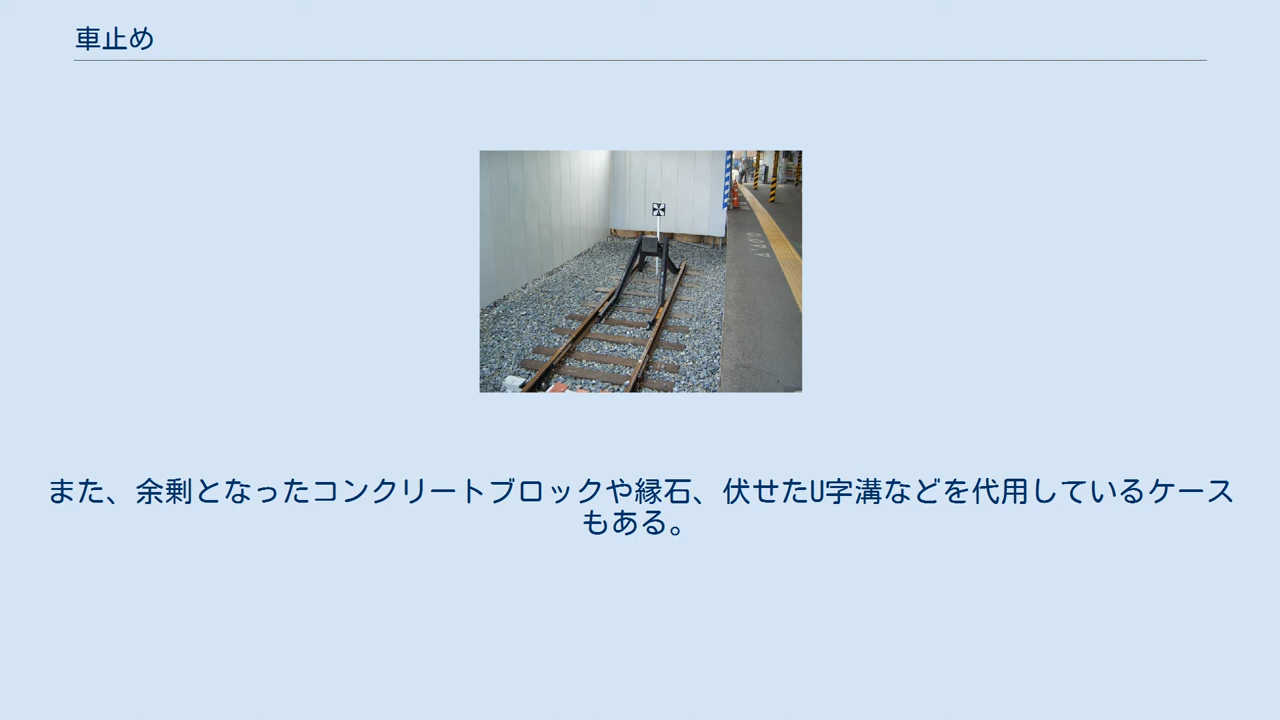 車止め
また、余剰となったコンクリートブロックや縁石、伏せたU字溝などを代用しているケース
もある。